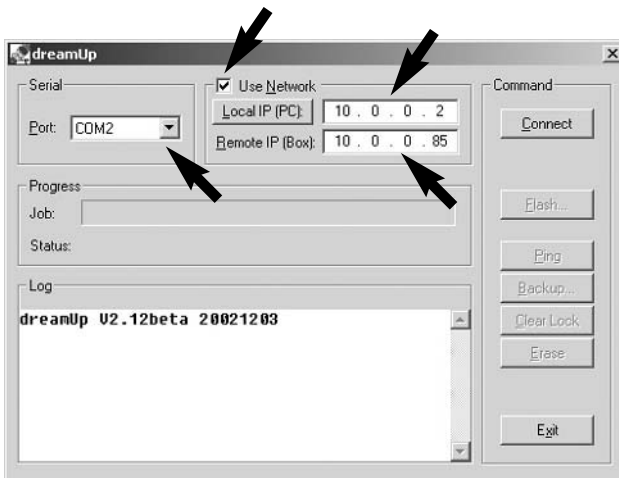 dreamUp
Serial
Port: COM2
Use Network
Local IP (PC): 10 . 0 . 0 . 2
Remote IP (Box): 10 . 0 . 0 . 85
Command
Connect
Flash...
Ping
Backup...
Clear Lock
Erase
Exit
Progress
Job:
Status:
Log
dreamUp V2.12beta 20021203